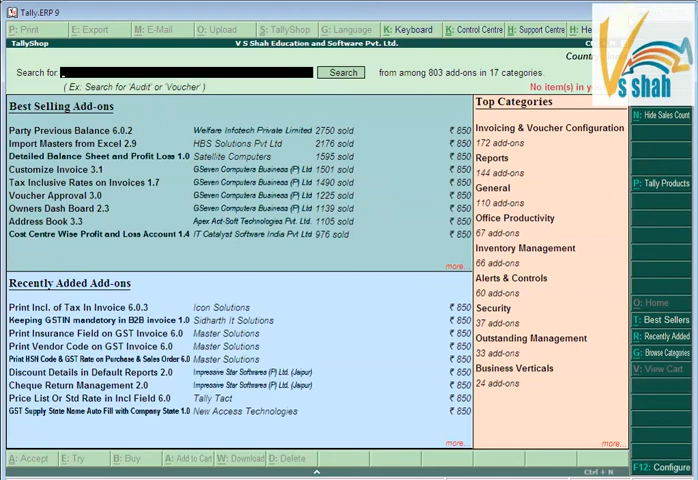 Tally.ERP 9
P: Print E: Export M: E-Mail O: Upload S: TallyShop G: Language K: Keyboard K: Control Centre H: Support Centre H:
TallyShop V S Shah Education and Software Pvt. Ltd.
Vs shah
Search for: Search from among 803 add-ons in 17 categories.
( Ex: Search for 'Audit' or 'Voucher' )
No item(s) in
Best Selling Add-ons
Party Previous Balance 6.0.2 Welfare Infotech Private Limited 2750 sold ₹ 850
Import Masters from Excel 2.9 HBS Solutions Pvt Ltd 2176 sold ₹ 850
Detailed Balance Sheet and Profit Loss 1.0 Satellite Computers 1595 sold ₹ 850
Customize Invoice 3.1 GSeven Computers Business (P) Ltd 1501 sold ₹ 850
Tax Inclusive Rates on Invoices 1.7 GSeven Computers Business (P) Ltd 1490 sold ₹ 850
Voucher Approval 3.0 GSeven Computers Business (P) Ltd 1225 sold ₹ 850
Owners Dash Board 2.3 GSeven Computers Business (P) Ltd 1139 sold ₹ 850
Address Book 3.3 Apex Act-Soft Technologies Pvt. Ltd. 1105 sold ₹ 850
Cost Centre Wise Profit and Loss Account 1.4 IT Catalyst Software India Pvt Ltd 976 sold ₹ 850
more...
Recently Added Add-ons
Print Incl. of Tax In Invoice 6.0.3 Icon Solutions ₹ 850
Keeping GSTIN mandatory in B2B invoice 1.0 Sidharth It Solutions ₹ 850
Print Insurance Field on GST Invoice 6.0 Master Solutions ₹ 850
Print Vendor Code on GST Invoice 6.0 Master Solutions ₹ 850
Print HSN Code & GST Rate on Purchase & Sales Order 6.0 Master Solutions ₹ 850
Discount Details in Default Reports 2.0 Impressive Star Softwares (P) Ltd. (Jaipur) ₹ 850
Cheque Return Management 2.0 Impressive Star Softwares (P) Ltd. (Jaipur) ₹ 850
Price List Or Std Rate in Incl Field 6.0 Tally Tact ₹ 850
GST Supply State Name Auto Fill with Company State 1.0 New Access Technologies ₹ 850
more...
Top Categories
Invoicing & Voucher Configuration
172 add-ons
Reports
144 add-ons
General
110 add-ons
Office Productivity
67 add-ons
Inventory Management
66 add-ons
Alerts & Controls
60 add-ons
Security
37 add-ons
Outstanding Management
33 add-ons
Business Verticals
24 add-ons
more...
N: Hide Sales Count
P: Tally Products
O: Home
T: Best Sellers
R: Recently Added
G: Browse Categories
V: View Cart
F12: Configure
A: Accept E: Try B: Buy A: Add to Cart W: Download D: Delete
Ctrl + N